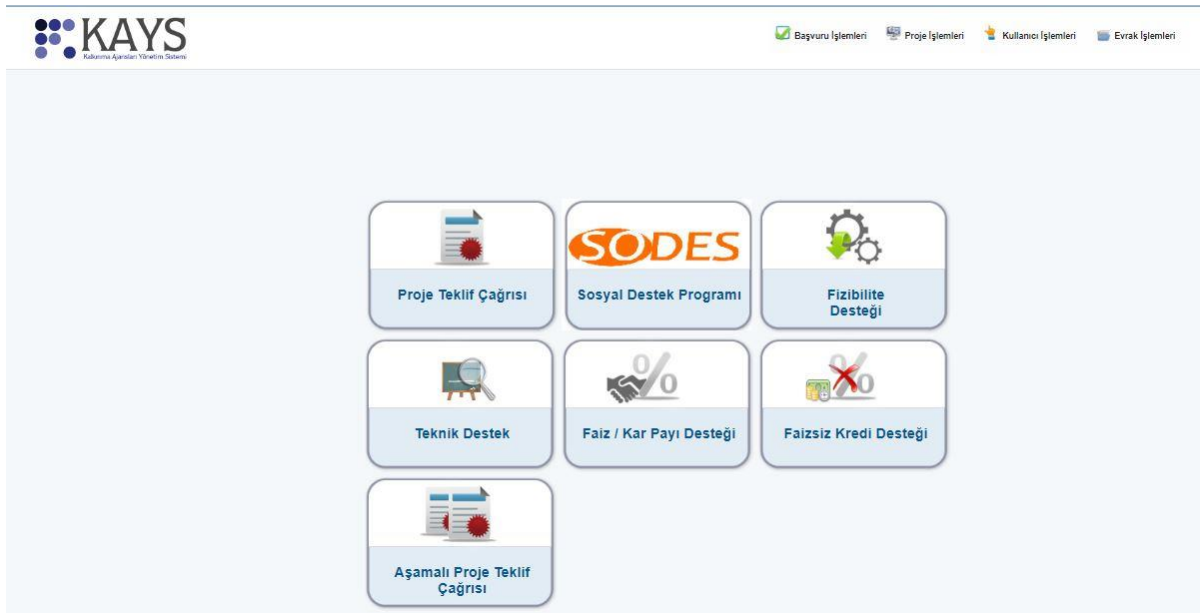 KAYS
Kalkınma Ajansları Yönetim Sistemi
Başvuru İşlemleri
Proje İşlemleri
Kullanıcı İşlemleri
Evrak İşlemleri
SODES
Proje Teklif Çağrısı
Sosyal Destek Programı
Fizibilite
Desteği
Teknik Destek
Faiz / Kar Payı Desteği
Faizsiz Kredi Desteği
Aşamalı Proje Teklif
Çağrısı